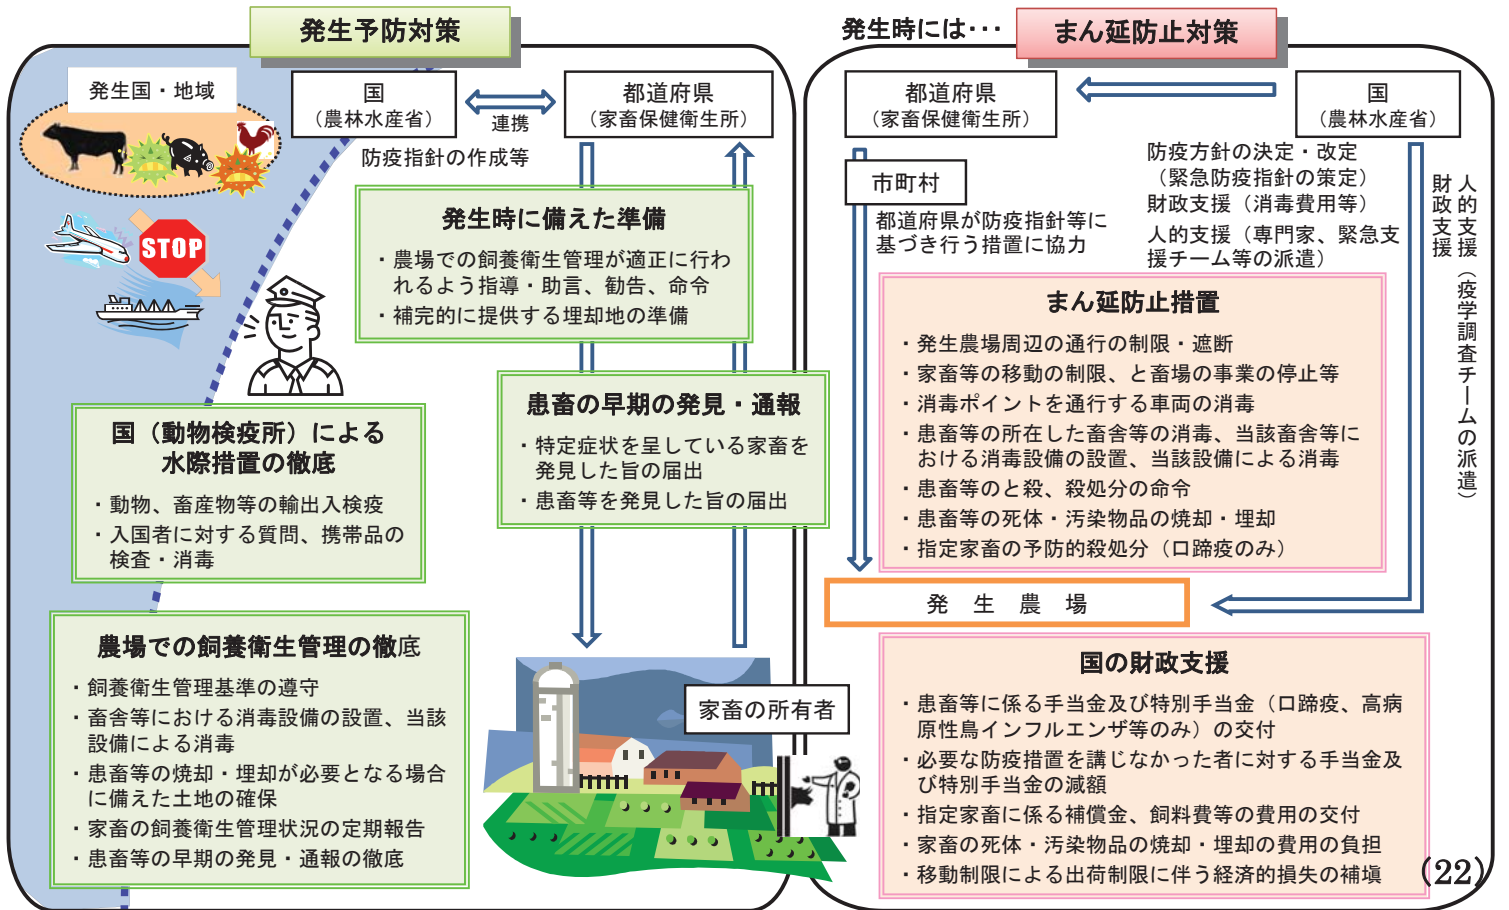 発生予防対策
発生国・地域
国
（農林水産省）
連携
都道府県
（家畜保健衛生所）
防疫指針の作成等
STOP
発生時に備えた準備
・農場での飼養衛生管理が適正に行わ
れるよう指導・助言、勧告、命令
・補完的に提供する埋却地の準備
患畜の早期の発見・通報
・特定症状を呈している家畜を
発見した旨の届出
・患畜等を発見した旨の届出
国（動物検疫所）による
水際措置の徹底
・動物、畜産物等の輸出入検疫
・入国者に対する質問、携帯品の
検査・消毒
農場での飼養衛生管理の徹底
・飼養衛生管理基準の遵守
・畜舎等における消毒設備の設置、当該
設備による消毒
・患畜等の焼却・埋却が必要となる場合
に備えた土地の確保
・家畜の飼養衛生管理状況の定期報告
・患畜等の早期の発見・通報の徹底
家畜の所有者
発生時には･･･
まん延防止対策
都道府県
（家畜保健衛生所）
国
（農林水産省）
市町村
都道府県が防疫指針等に
基づき行う措置に協力
防疫方針の決定・改定
（緊急防疫指針の策定）
財政支援（消毒費用等）
人的支援（専門家、緊急支
援チーム等の派遣）
人的支援（疫学調査チームの派遣）
財政支援
まん延防止措置
・発生農場周辺の通行の制限・遮断
・家畜等の移動の制限、と畜場の事業の停止等
・消毒ポイントを通行する車両の消毒
・患畜等の所在した畜舎等の消毒、当該畜舎等に
おける消毒設備の設置、当該設備による消毒
・患畜等のと殺、殺処分の命令
・患畜等の死体・汚染物品の焼却・埋却
・指定家畜の予防的殺処分（口蹄疫のみ）
発　生　農　場
国の財政支援
・患畜等に係る手当金及び特別手当金（口蹄疫、高病
原性鳥インフルエンザ等のみ）の交付
・必要な防疫措置を講じなかった者に対する手当金及
び特別手当金の減額
・指定家畜に係る補償金、飼料費等の費用の交付
・家畜の死体・汚染物品の焼却・埋却の費用の負担
・移動制限による出荷制限に伴う経済的損失の補塡
(22)